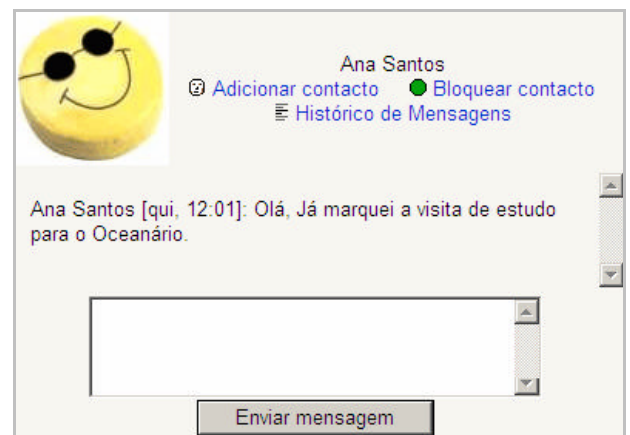 Ana Santos
Adicionar contacto Bloquear contacto
Histórico de Mensagens
Ana Santos [qui, 12:01]: Olá, Já marquei a visita de estudo
para o Oceanário.
Enviar mensagem